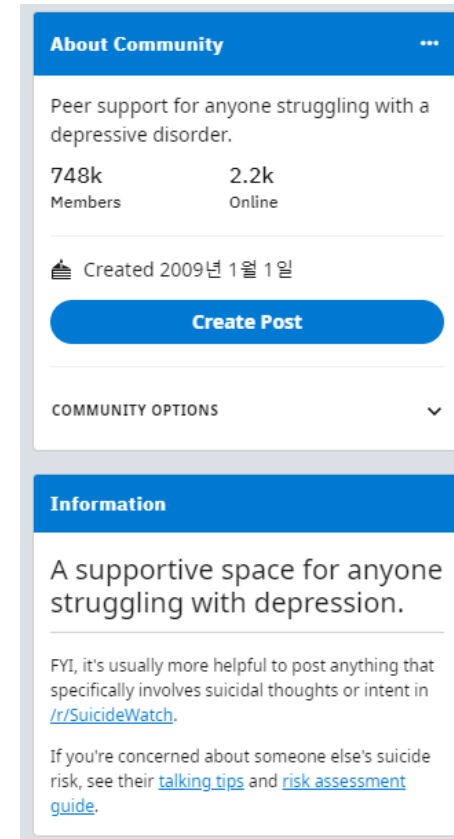 About Community
Peer support for anyone struggling with a
depressive disorder.
748k 2.2k
Members Online
Created 2009년 1월 1일
Create Post
COMMUNITY OPTIONS
Information
A supportive space for anyone
struggling with depression.
FYI, it's usually more helpful to post anything that
specifically involves suicidal thoughts or intent in
/r/SuicideWatch.
If you're concerned about someone else's suicide
risk, see their talking tips and risk assessment
guide.